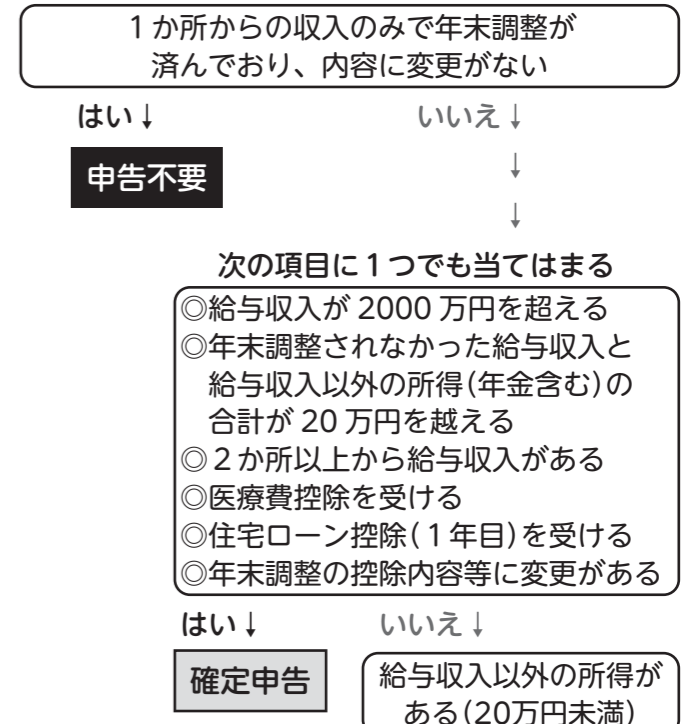 １か所からの収入のみで年末調整が
済んでおり、内容に変更がない
はい↓
いいえ↓
↓
↓
申告不要
次の項目に１つでも当てはまる
◎給与収入が 2000 万円を超える
◎年末調整されなかった給与収入と
給与収入以外の所得(年金含む)の
合計が 20 万円を越える
◎２か所以上から給与収入がある
◎医療費控除を受ける
◎住宅ローン控除(１年目)を受ける
◎年末調整の控除内容等に変更がある
はい↓
いいえ↓
確定申告
給与収入以外の所得が
ある(20万円未満)